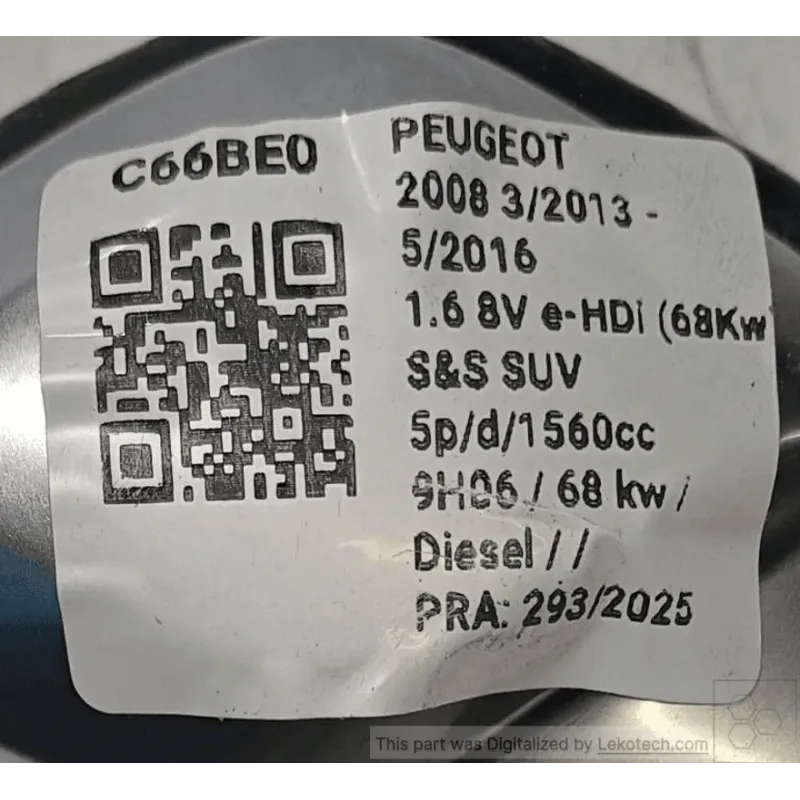 C66BE0
PEUGEOT
2008 3/2013 -
5/2016
1.6 8V e-HDi (68Kw
S&S SUV
5p/d/1560cc
9H06 / 68 kw /
Diesel / /
PRA: 293/2025
This part was Digitalized by Lekotech.com